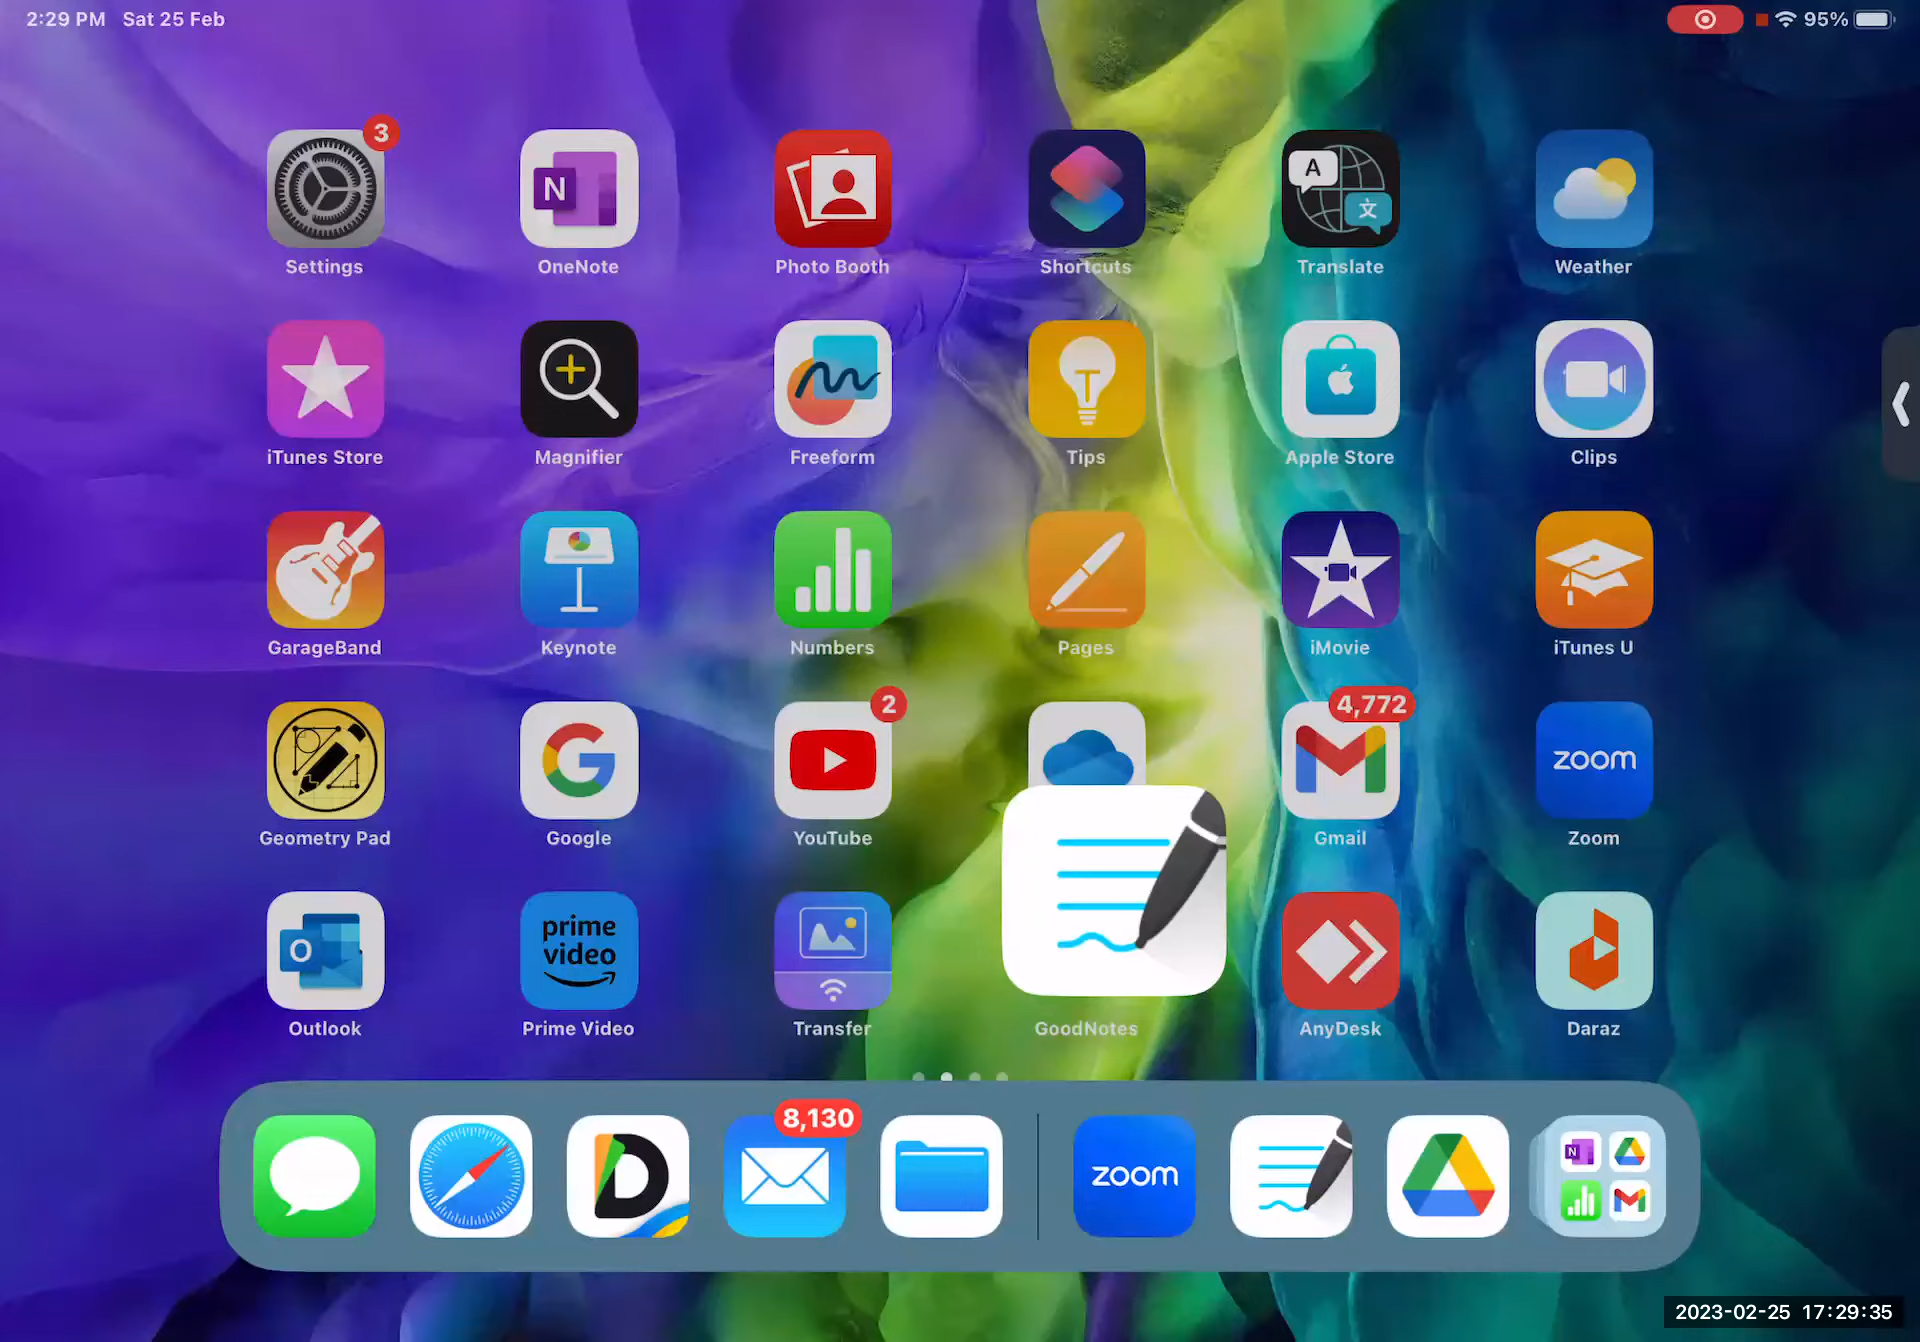 2:29 PM Sat 25 Feb
95%
3
N
A
文
Settings OneNote Photo Booth Shortcuts Translate Weather
iTunes Store Magnifier Freeform Tips Apple Store Clips
GarageBand Keynote Numbers Pages iMovie iTunes U
2
4,772
zoom
Geometry Pad Google YouTube Gmail Zoom
O
prime video
Outlook Prime Video Transfer GoodNotes AnyDesk Daraz
8,130
D
zoom
N
2023-02-25 17:29:35